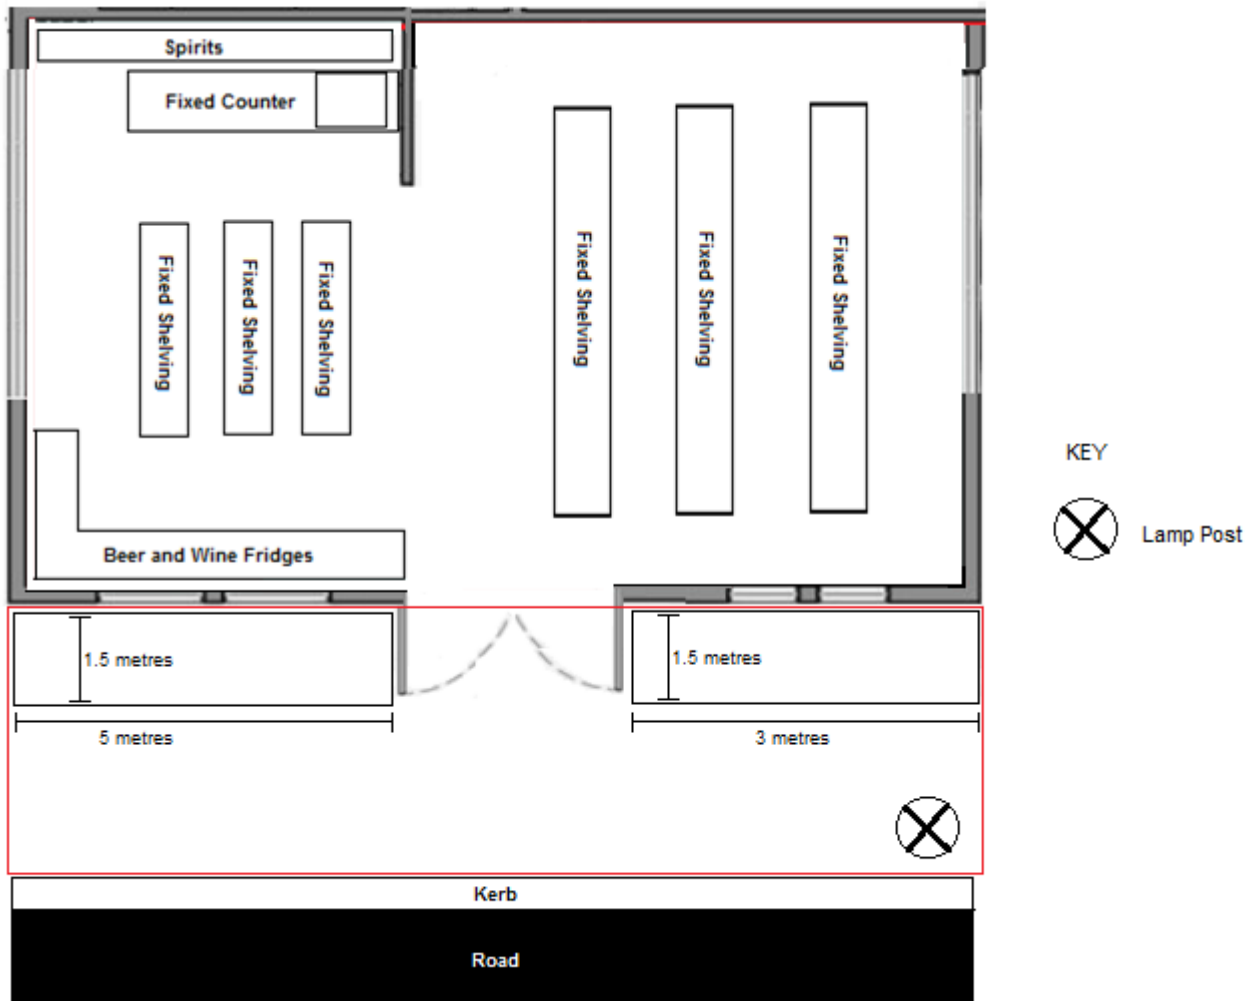 Spirits
Fixed Counter
Fixed Shelving
Fixed Shelving
Fixed Shelving
Fixed Shelving
Fixed Shelving
Fixed Shelving
KEY
Lamp Post
Beer and Wine Fridges
1.5 metres
1.5 metres
5 metres
3 metres
Kerb
Road